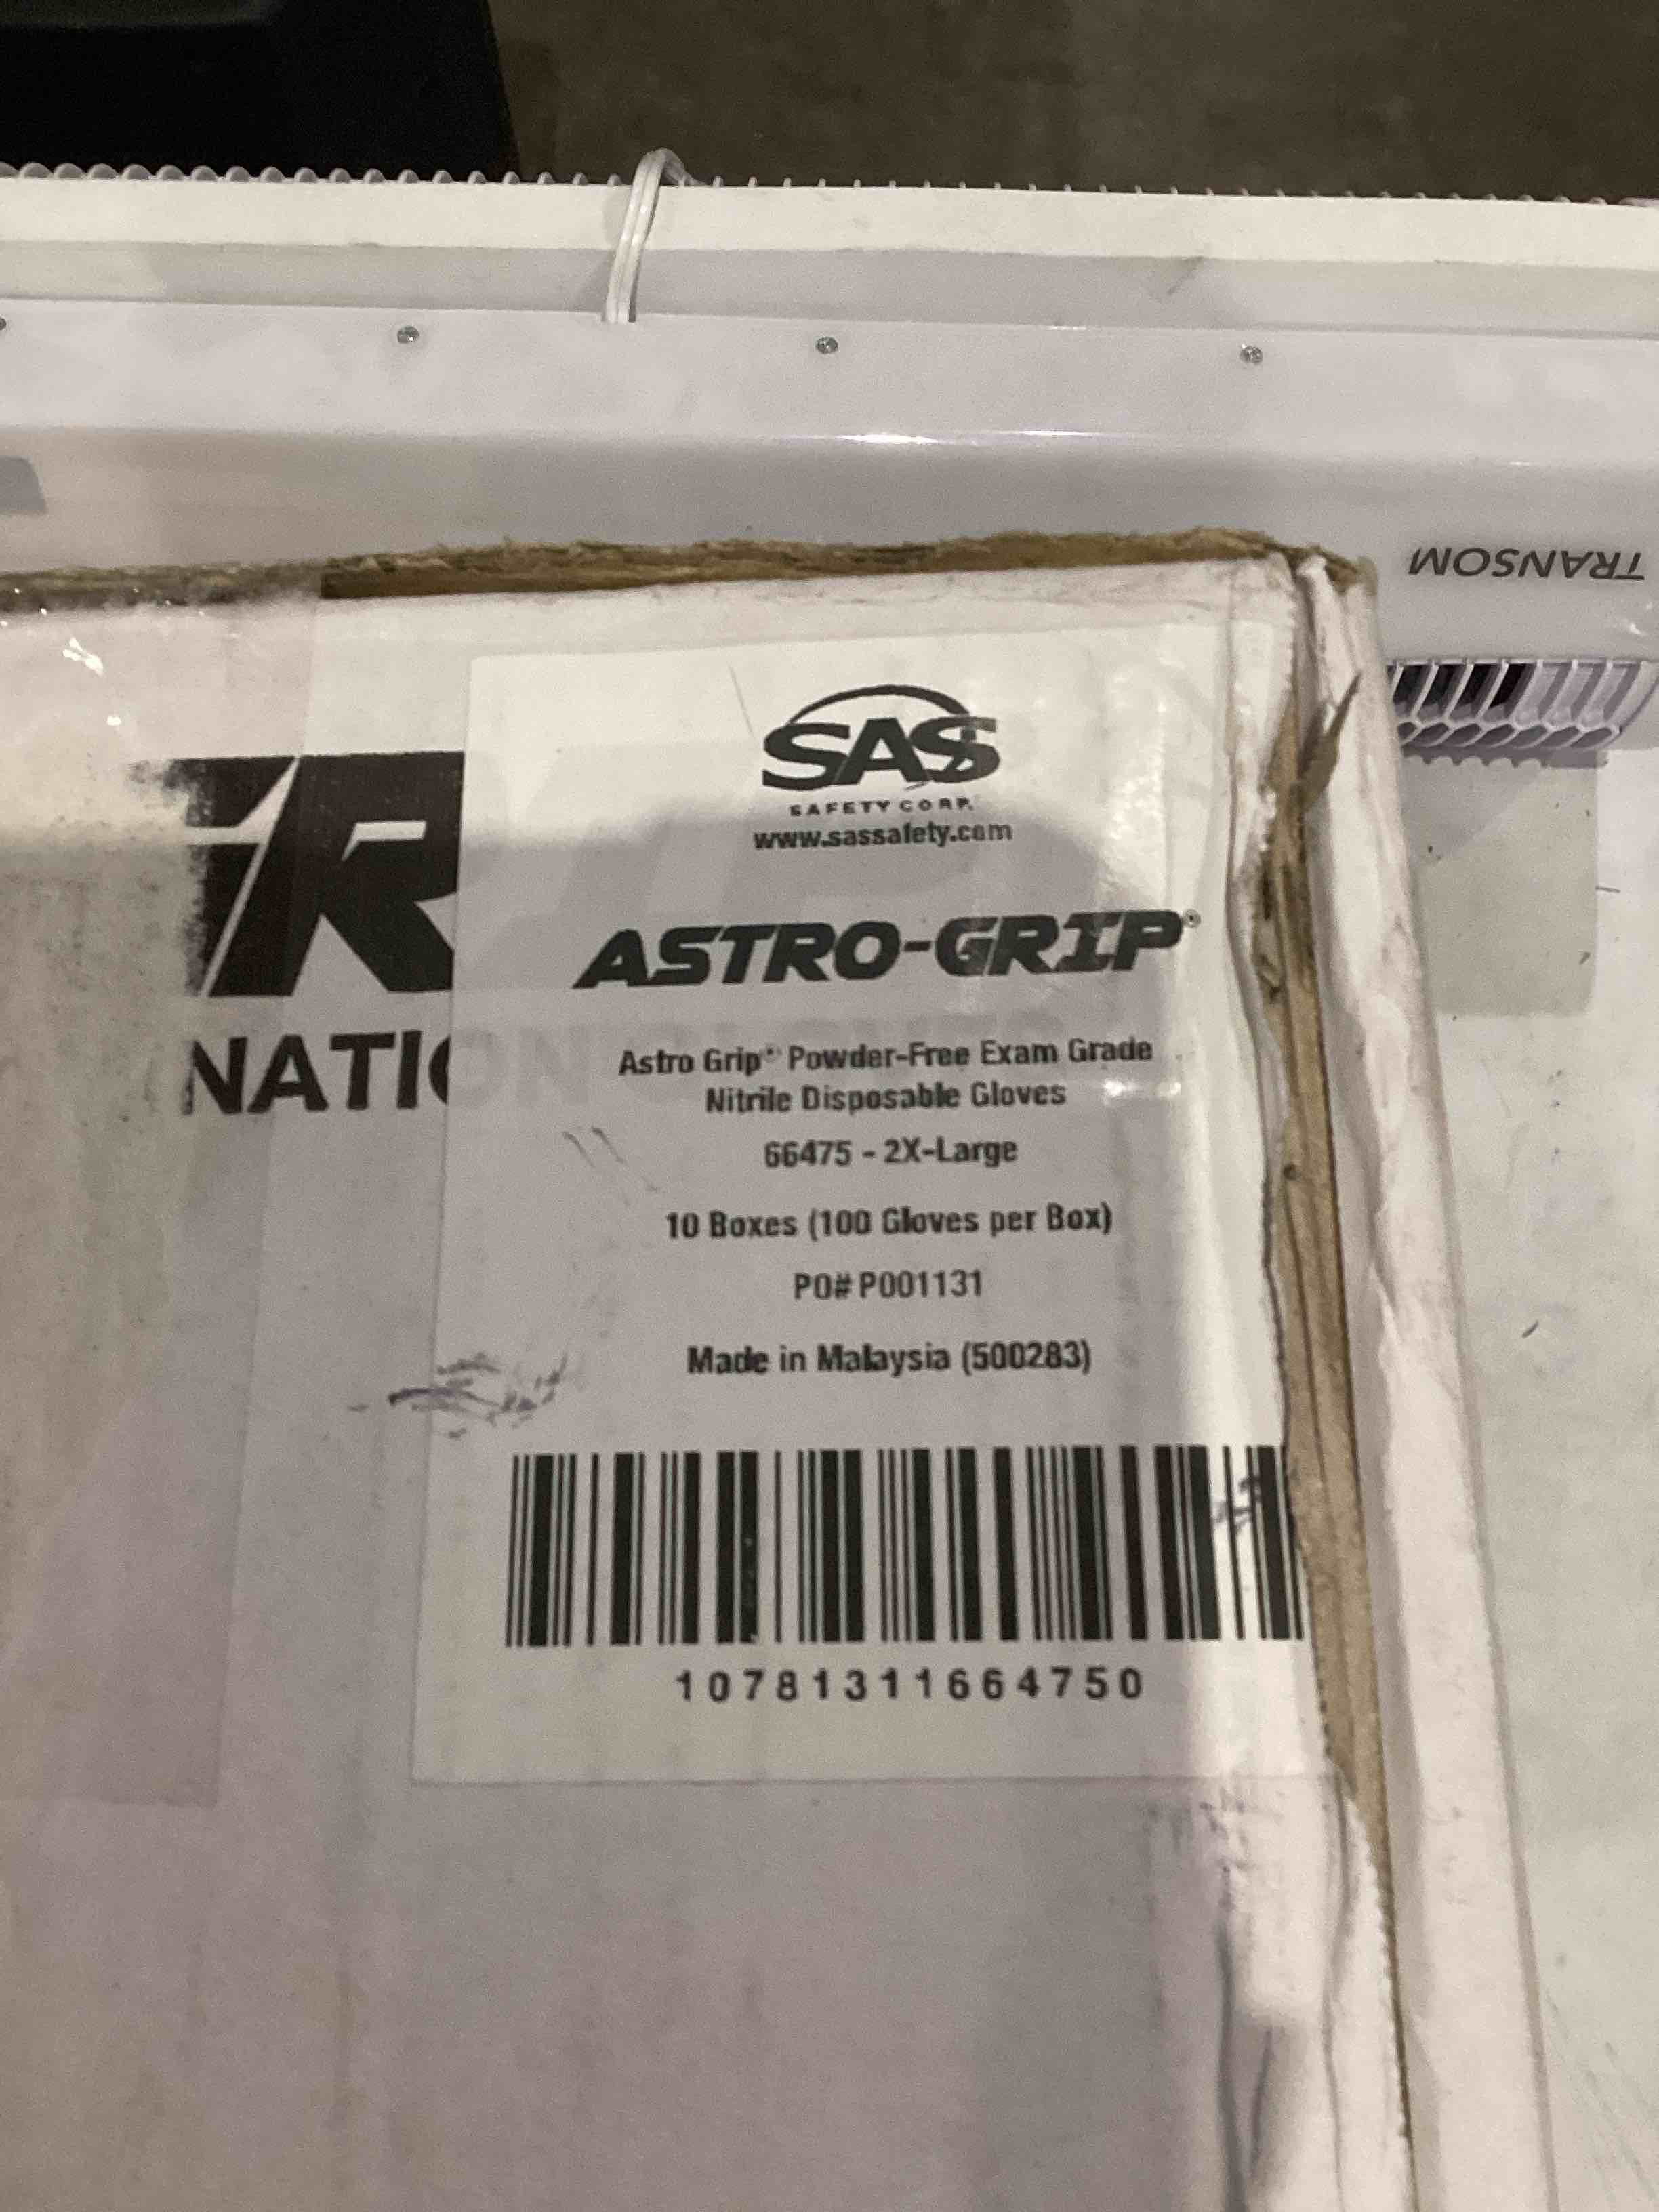 TRANSOM
SAS
SAFETY CORP.
www.sassafety.com
ASTRO-GRIP®
Astro Grip® Powder-Free Exam Grade
Nitrile Disposable Gloves
66475 - 2X-Large
10 Boxes (100 Gloves per Box)
PO# P001131
Made in Malaysia (500283)
10781311664750